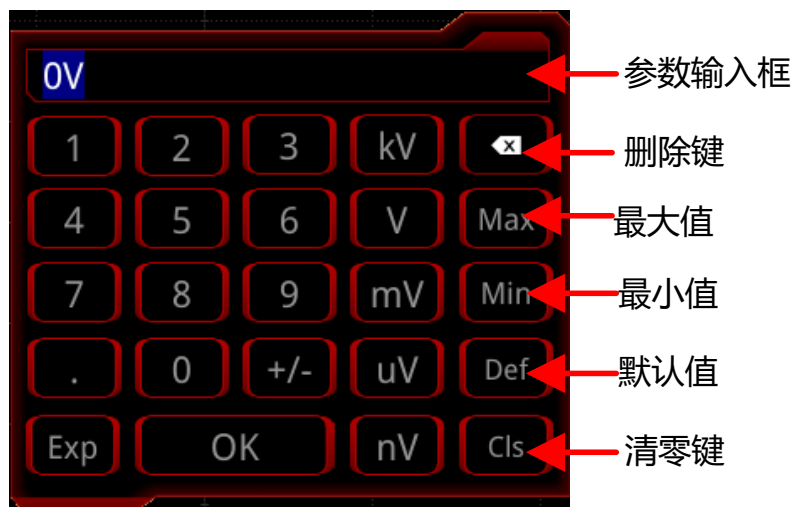 0V
参数输入框
1 2 3 kV
删除键
4 5 6 V Max
最大值
7 8 9 mV Min
最小值
. 0 +/- uV Def
默认值
Exp OK nV Cls
清零键